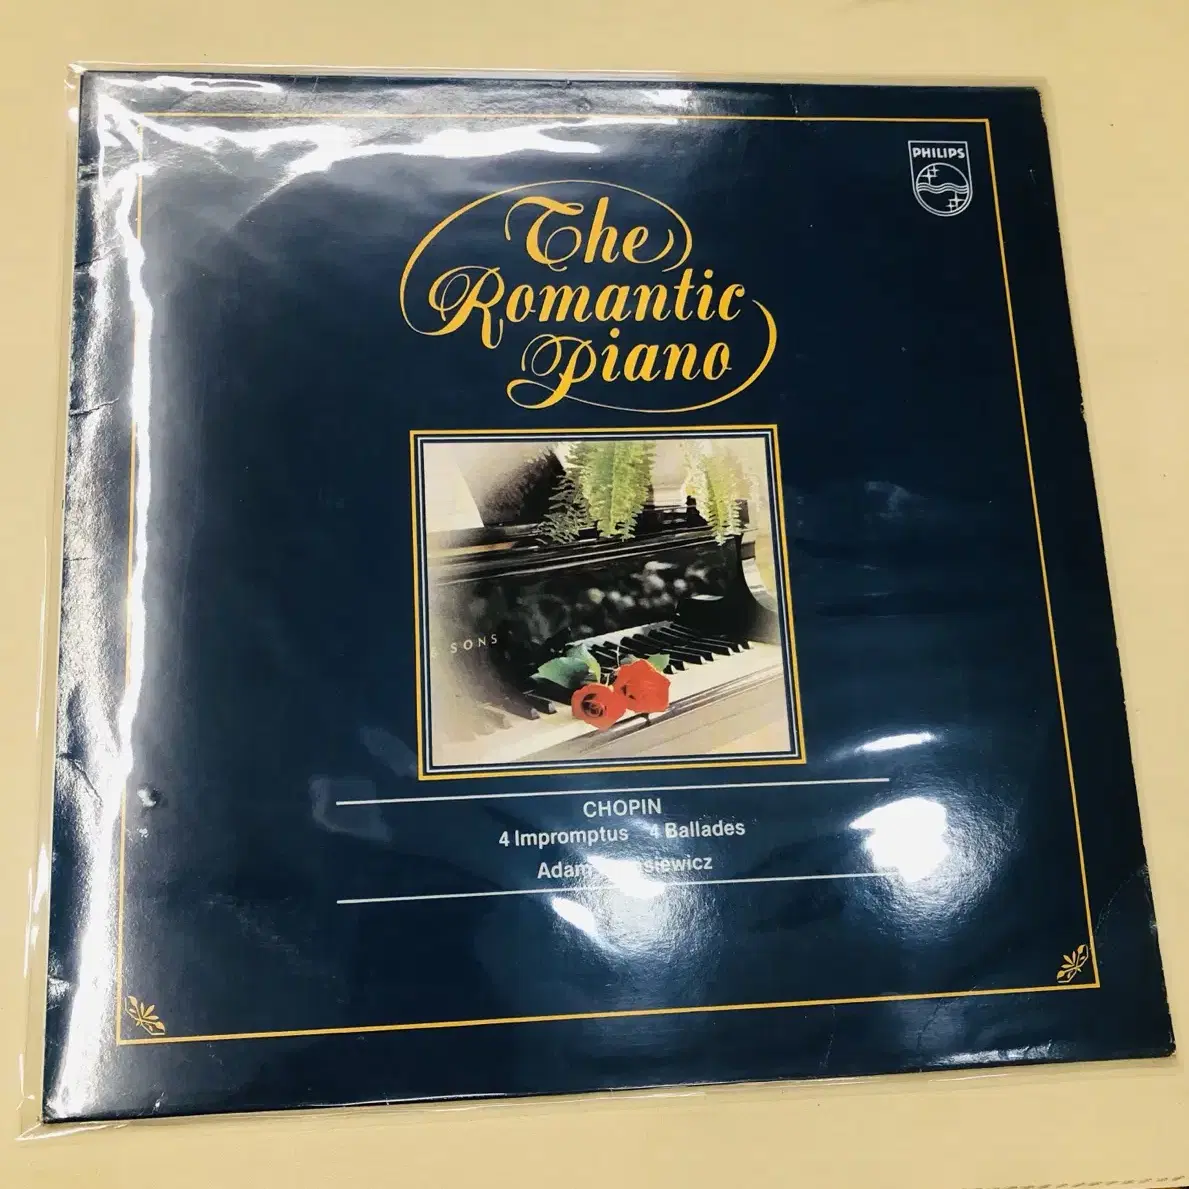 PHILIPS
The
Romantic
Piano
SONS
CHOPIN
4 Impromptus 4 Ballades
Adam